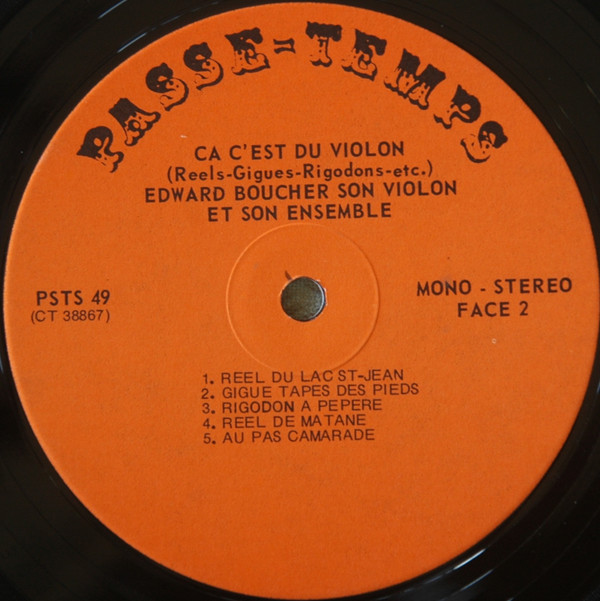 PASSE-TEMPS
CA C'EST DU VIOLON
(Reels-Gigues-Rigodons-etc.)
EDWARD BOUCHER SON VIOLON
ET SON ENSEMBLE
PSTS 49
(CT 38867)
MONO - STEREO
FACE 2
1. REEL DU LAC ST-JEAN
2. GIGUE TAPES DES PIEDS
3. RIGODON A PEPERE
4. REEL DE MATANE
5. AU PAS CAMARADE